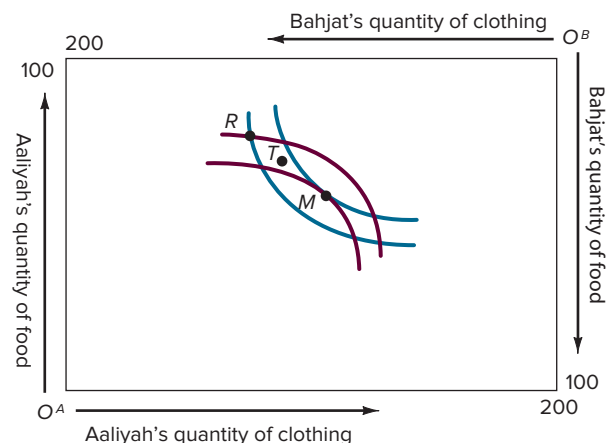 Bahjat's quantity of clothing
200
O^B
100
Aaliyah's quantity of food
Bahjat's quantity of food
R
T
M
100
O^A
200
Aaliyah's quantity of clothing